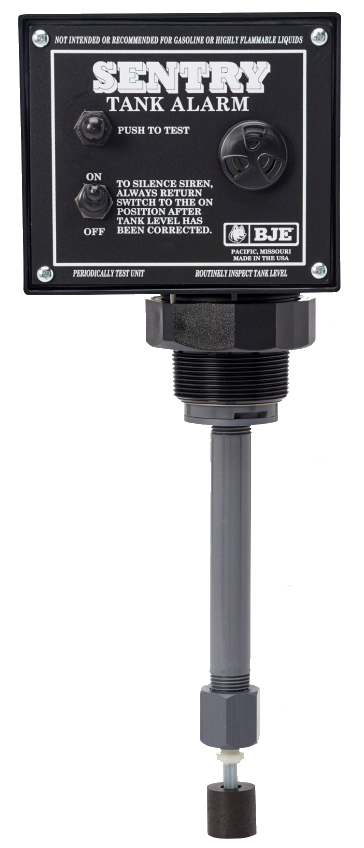 NOT INTENDED OR RECOMMENDED FOR GASOLINE OR HIGHLY FLAMMABLE LIQUIDS
SENTRY
TANK ALARM
PUSH TO TEST
ON
TO SILENCE SIREN,
ALWAYS RETURN
SWITCH TO THE ON
POSITION AFTER
TANK LEVEL HAS
BEEN CORRECTED.
OFF
BJE
PACIFIC, MISSOURI
MADE IN THE USA
PERIODICALLY TEST UNIT
ROUTINELY INSPECT TANK LEVEL